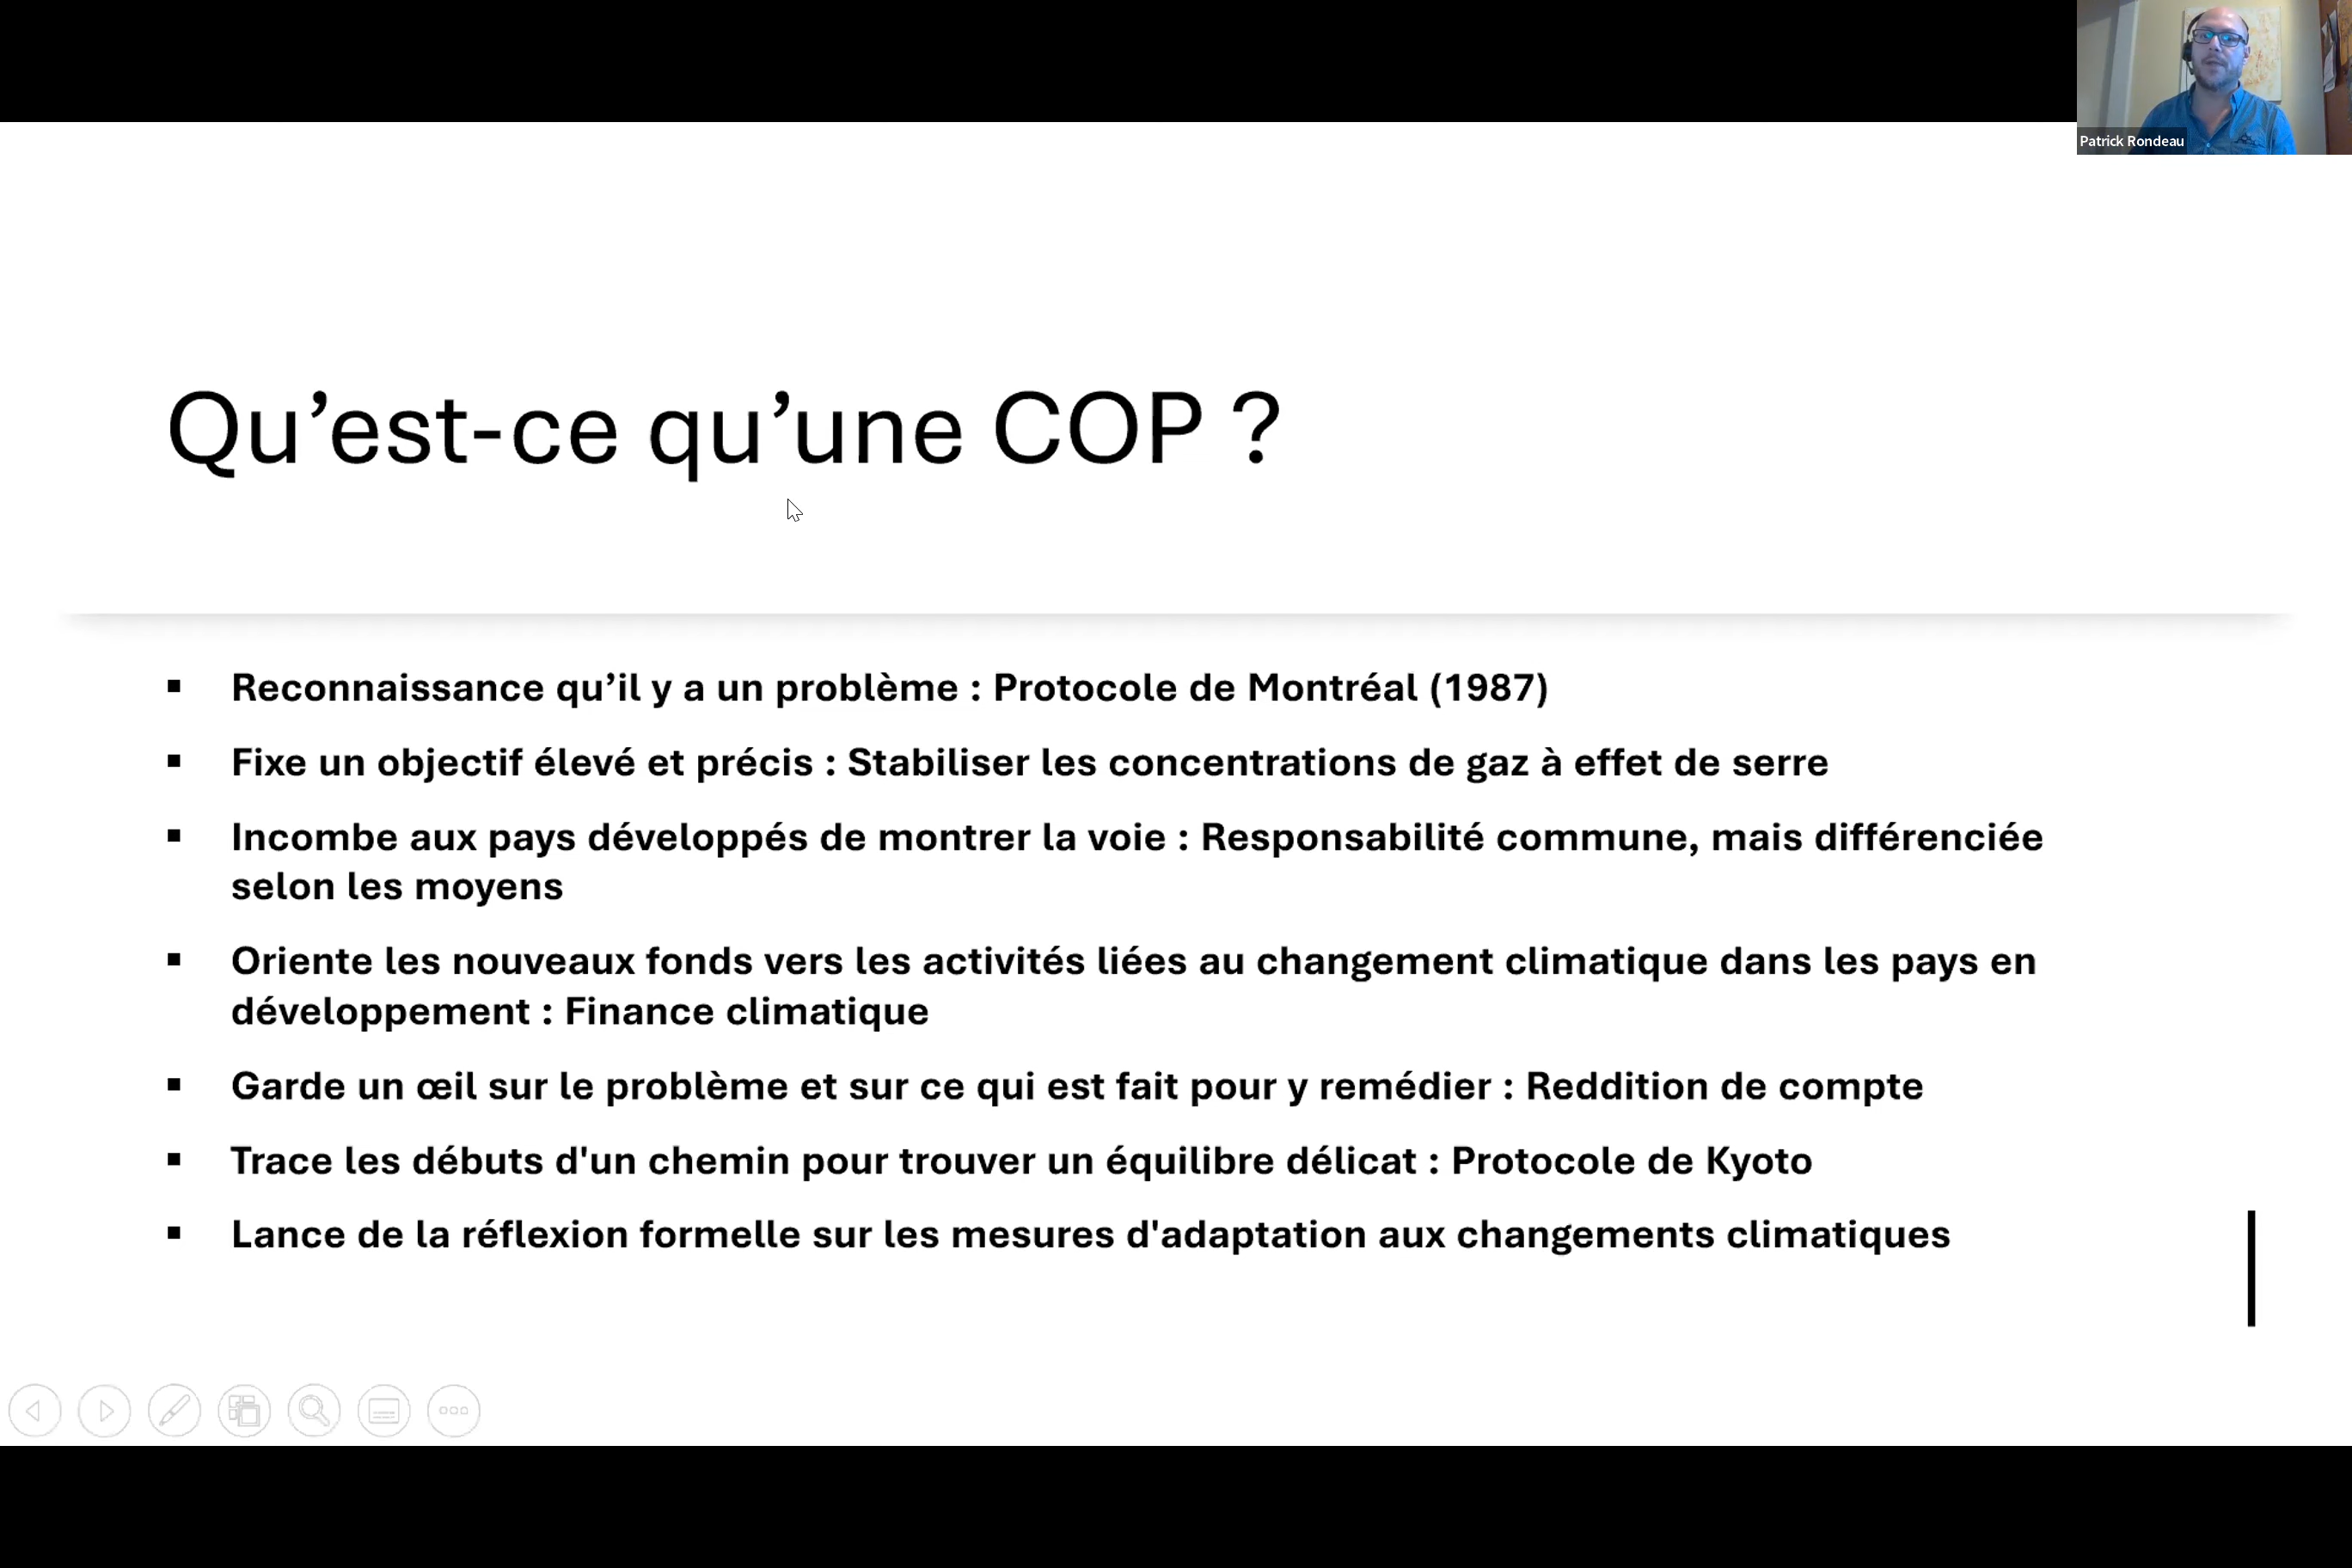 Patrick Rondeau
Qu’est-ce qu’une COP ?
▪ Reconnaissance qu’il y a un problème : Protocole de Montréal (1987)
▪ Fixe un objectif élevé et précis : Stabiliser les concentrations de gaz à effet de serre
▪ Incombe aux pays développés de montrer la voie : Responsabilité commune, mais différenciée
selon les moyens
▪ Oriente les nouveaux fonds vers les activités liées au changement climatique dans les pays en
développement : Finance climatique
▪ Garde un œil sur le problème et sur ce qui est fait pour y remédier : Reddition de compte
▪ Trace les débuts d'un chemin pour trouver un équilibre délicat : Protocole de Kyoto
▪ Lance de la réflexion formelle sur les mesures d'adaptation aux changements climatiques